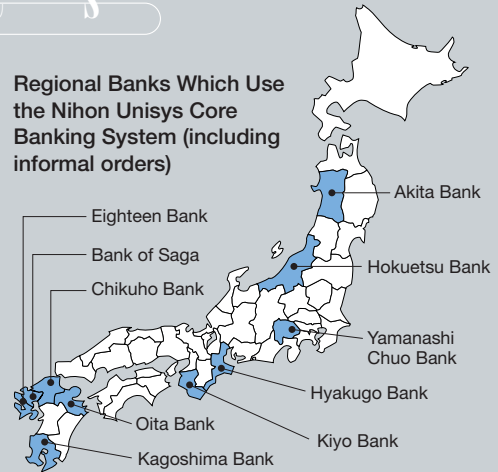 Regional Banks Which Use
the Nihon Unisys Core
Banking System (including
informal orders)
Akita Bank
Eighteen Bank
Bank of Saga
Hokuetsu Bank
Chikuho Bank
Yamanashi
Chuo Bank
Hyakugo Bank
Oita Bank
Kiyo Bank
Kagoshima Bank